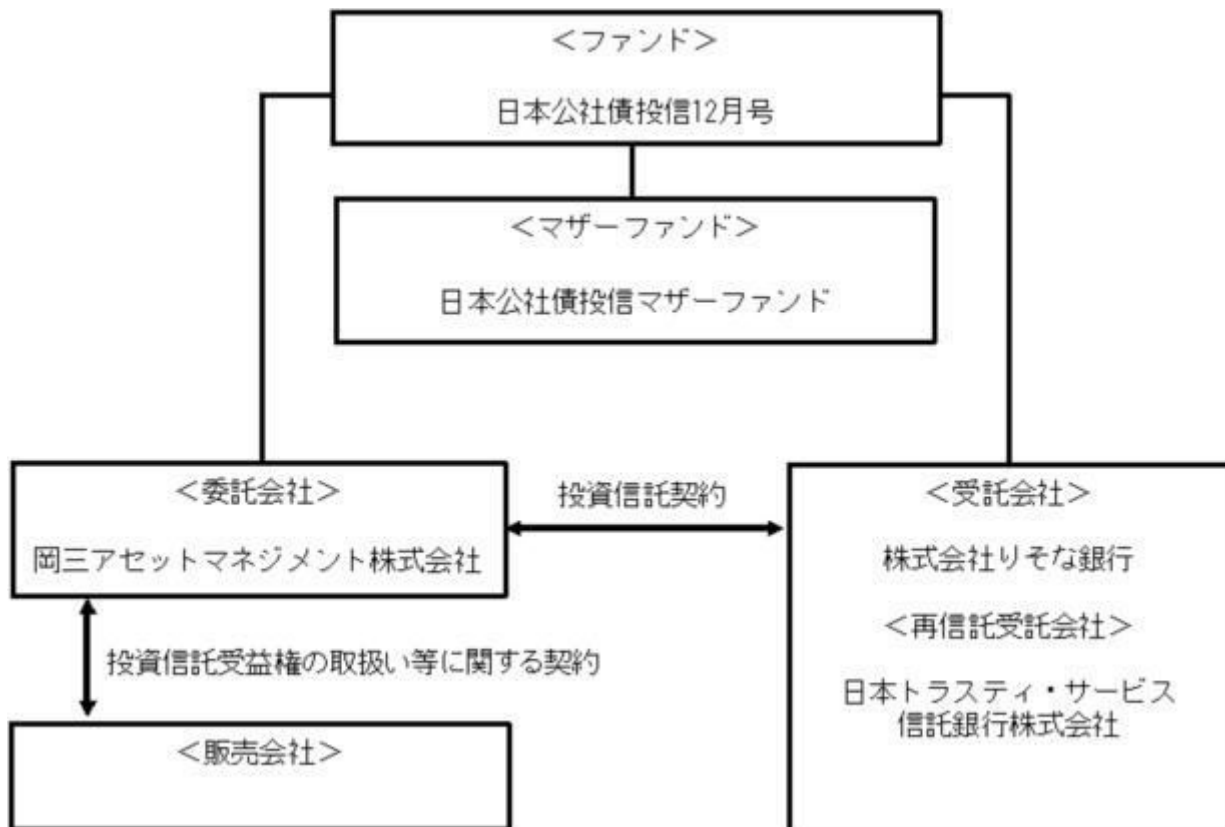 ＜ファンド＞
日本公社債投信12月号
＜マザーファンド＞
日本公社債投信マザーファンド
＜委託会社＞
岡三アセットマネジメント株式会社
投資信託契約
＜受託会社＞
株式会社りそな銀行
＜再信託受託会社＞
日本トラスティ・サービス
信託銀行株式会社
投資信託受益権の取扱い等に関する契約
＜販売会社＞